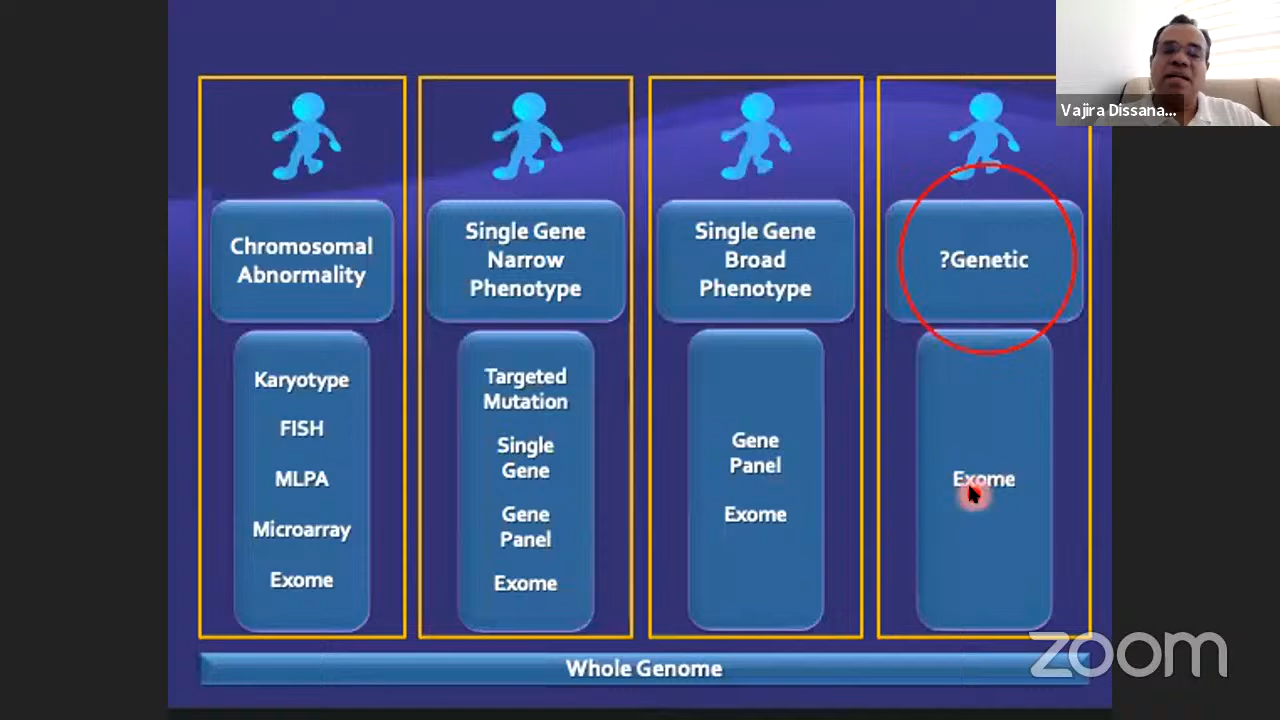 Vajira Dissana...
Chromosomal
Abnormality
Karyotype
FISH
MLPA
Microarray
Exome
Single Gene
Narrow
Phenotype
Targeted
Mutation
Single
Gene
Gene
Panel
Exome
Single Gene
Broad
Phenotype
Gene
Panel
Exome
?Genetic
Exome
Whole Genome
zoom